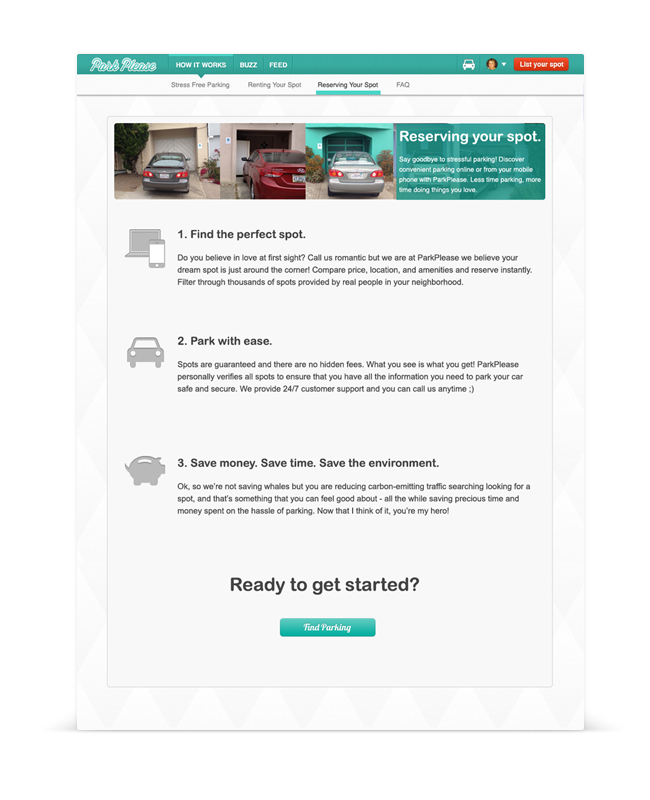 Park Please
HOW IT WORKS
BUZZ
FEED
List your spot
Stress Free Parking
Renting Your Spot
Reserving Your Spot
FAQ
Reserving your spot.
Say goodbye to stressful parking! Discover
convenient parking online or from your mobile
phone with ParkPlease. Less time parking, more
time doing things you love.
1. Find the perfect spot.
Do you believe in love at first sight? Call us romantic but we are at ParkPlease we believe your
dream spot is just around the corner! Compare price, location, and amenities and reserve instantly.
Filter through thousands of spots provided by real people in your neighborhood.
2. Park with ease.
Spots are guaranteed and there are no hidden fees. What you see is what you get! ParkPlease
personally verifies all spots to ensure that you have all the information you need to park your car
safe and secure. We provide 24/7 customer support and you can call us anytime ;)
3. Save money. Save time. Save the environment.
Ok, so we're not saving whales but you are reducing carbon-emitting traffic searching looking for a
spot, and that's something that you can feel good about - all the while saving precious time and
money spent on the hassle of parking. Now that I think of it, you're my hero!
Ready to get started?
Find Parking